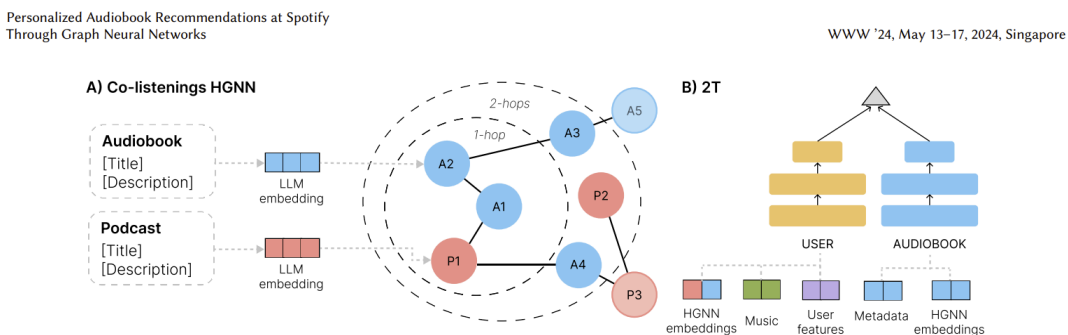 Personalized Audiobook Recommendations at Spotify
Through Graph Neural Networks
WWW '24, May 13–17, 2024, Singapore
A) Co-listenings HGNN
Audiobook
[Title]
[Description]
LLM
embedding
Podcast
[Title]
[Description]
LLM
embedding
2-hops
1-hop
A5
A3
A2
P2
A1
P1
A4
P3
B) 2T
USER
AUDIOBOOK
HGNN
embeddings
Music
User
features
Metadata
HGNN
embeddings